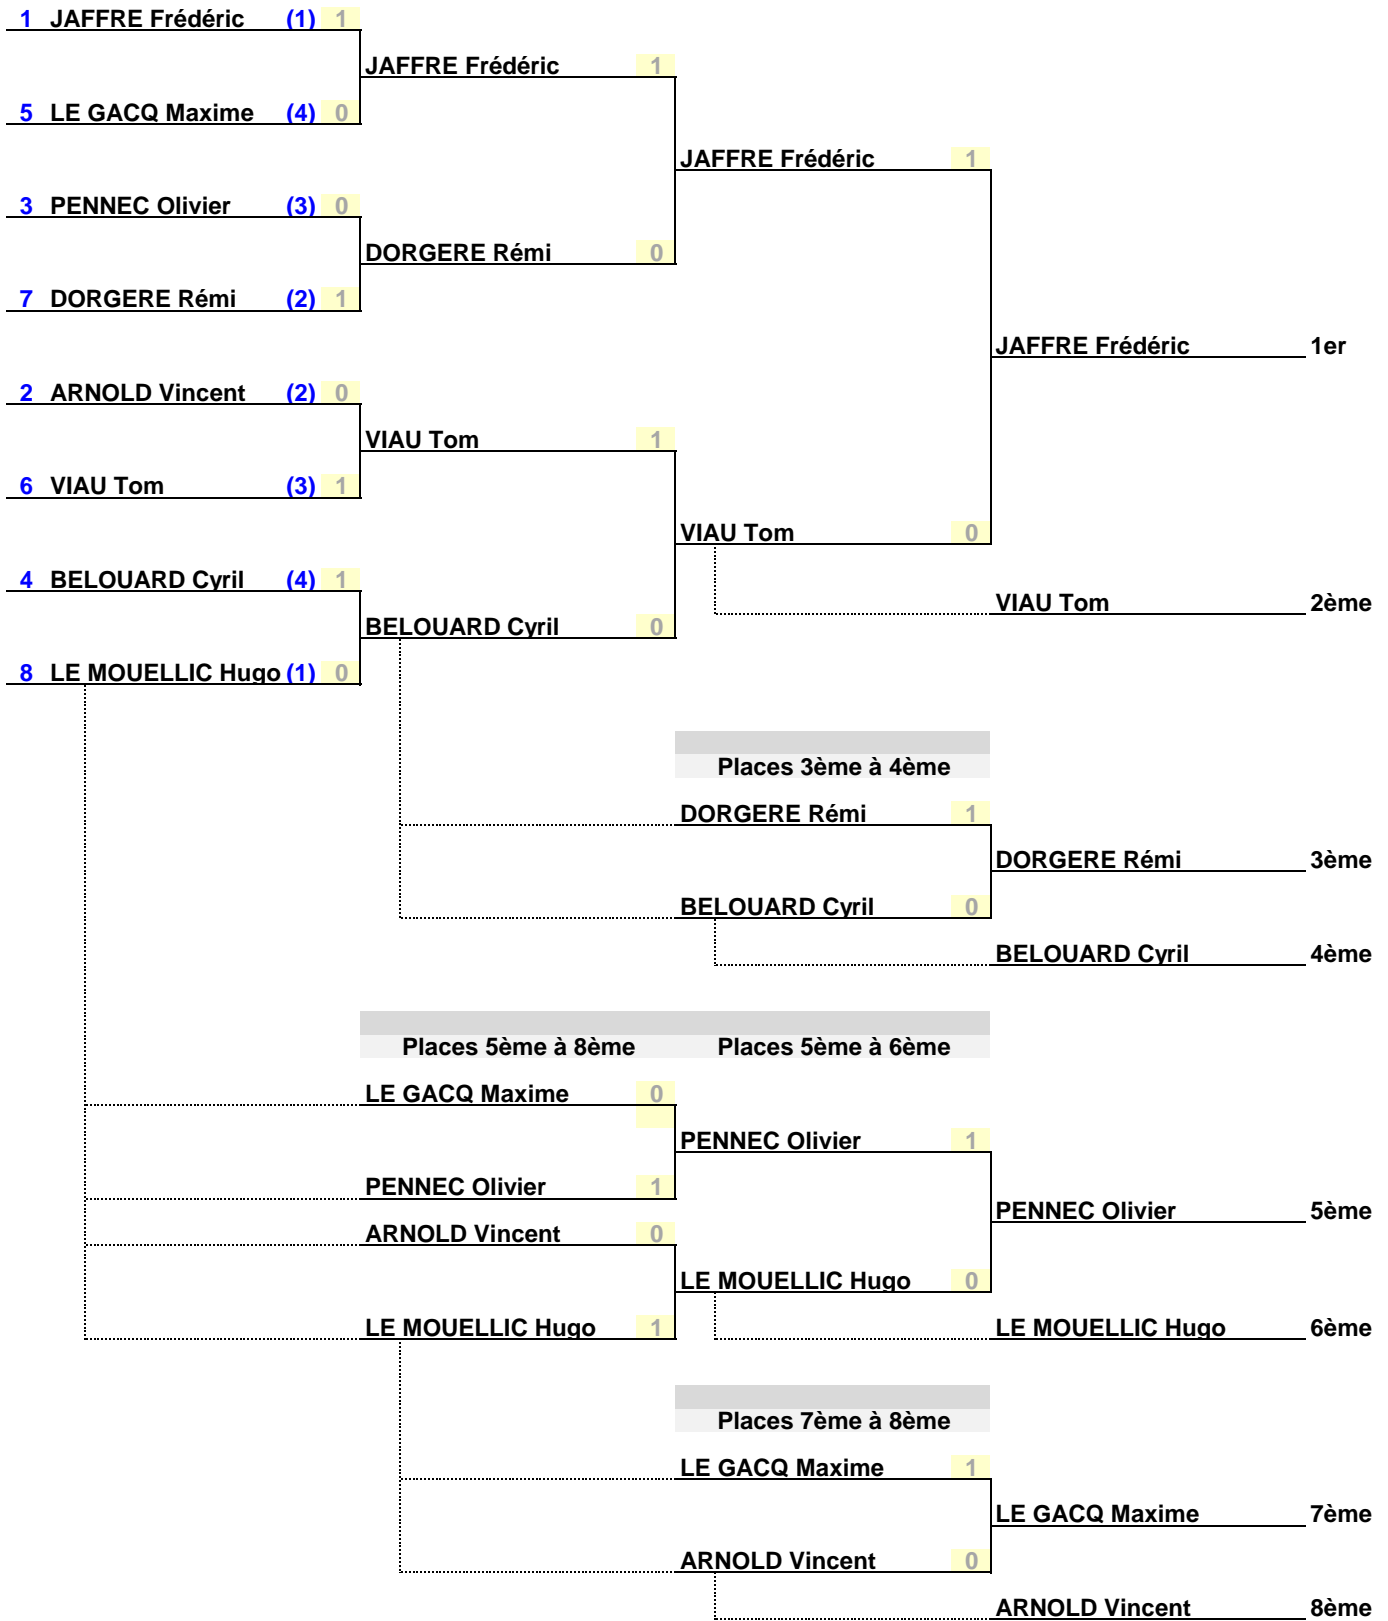 1 JAFFRE Frédéric (1) 1
JAFFRE Frédéric 1
5 LE GACQ Maxime (4) 0
JAFFRE Frédéric 1
3 PENNEC Olivier (3) 0
DORGERE Rémi 0
7 DORGERE Rémi (2) 1
JAFFRE Frédéric 1er
2 ARNOLD Vincent (2) 0
VIAU Tom 1
6 VIAU Tom (3) 1
VIAU Tom 0
4 BELOUARD Cyril (4) 1
VIAU Tom 2ème
BELOUARD Cyril 0
8 LE MOUELLIC Hugo (1) 0
Places 3ème à 4ème
DORGERE Rémi 1
DORGERE Rémi 3ème
BELOUARD Cyril 0
BELOUARD Cyril 4ème
Places 5ème à 8ème Places 5ème à 6ème
LE GACQ Maxime 0
PENNEC Olivier 1
PENNEC Olivier 1
PENNEC Olivier 5ème
ARNOLD Vincent 0
LE MOUELLIC Hugo 0
LE MOUELLIC Hugo 1 LE MOUELLIC Hugo 6ème
Places 7ème à 8ème
LE GACQ Maxime 1
LE GACQ Maxime 7ème
ARNOLD Vincent 0
ARNOLD Vincent 8ème